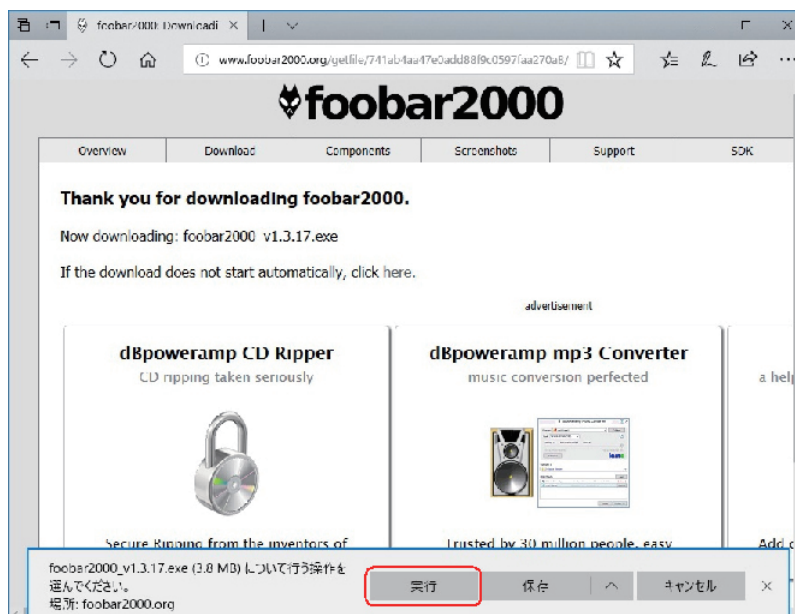 foobar2000: Downloadi
www.foobar2000.org/getfile/741ab4aa47e0add88f9c0597faa270a8/
foobar2000
Overview Download Components Screenshots Support SDK
Thank you for downloading foobar2000.
Now downloading: foobar2000_v1.3.17.exe
If the download does not start automatically, click here.
advertisement
dBpoweramp CD Ripper
CD ripping taken seriously
dBpoweramp mp3 Converter
music conversion perfected
a help
Secure Ripping from the inventors of
Trusted by 30 million people, easy
Add
foobar2000_v1.3.17.exe (3.8 MB) について行う操作を
選んでください。
場所: foobar2000.org
実行 保存 キャンセル